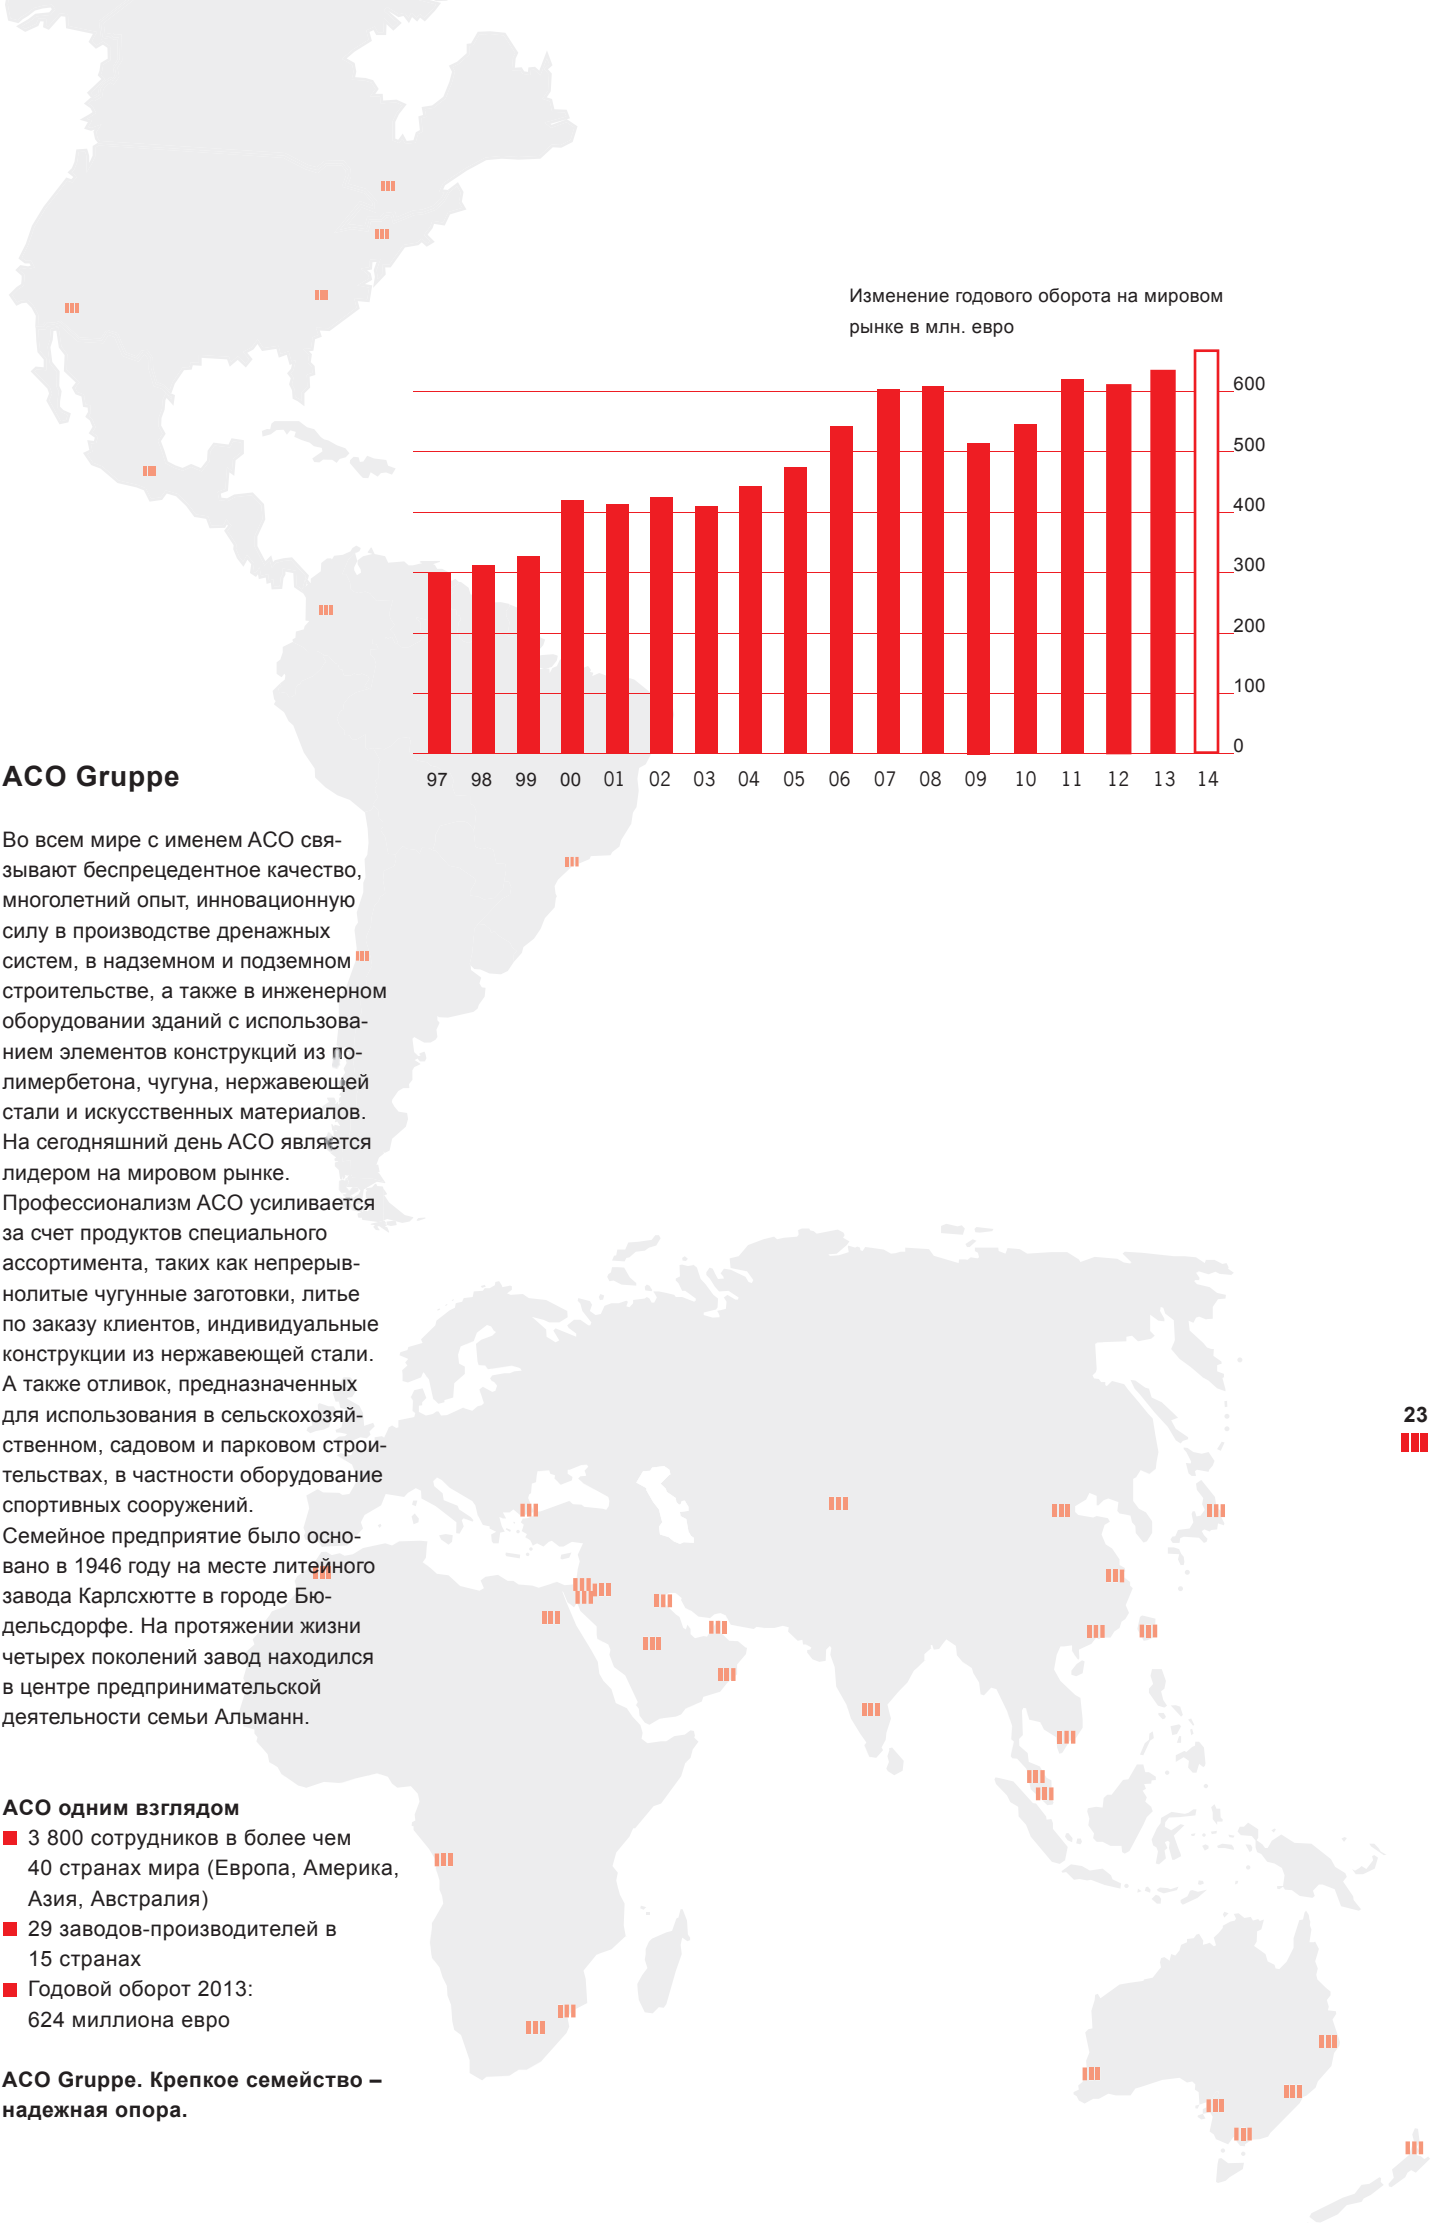 Изменение годового оборота на мировом
рынке в млн. евро
600
500
400
300
200
100
0
97 98 99 00 01 02 03 04 05 06 07 08 09 10 11 12 13 14
ACO Gruppe
Во всем мире с именем ACO свя-
зывают беспрецедентное качество,
многолетний опыт, инновационную
силу в производстве дренажных
систем, в надземном и подземном
строительстве, а также в инженерном
оборудовании зданий с использова-
нием элементов конструкций из по-
лимербетона, чугуна, нержавеющей
стали и искусственных материалов.
На сегодняшний день ACO является
лидером на мировом рынке.
Профессионализм ACO усиливается
за счет продуктов специального
ассортимента, таких как непрерыв-
нолитые чугунные заготовки, литье
по заказу клиентов, индивидуальные
конструкции из нержавеющей стали.
А также отливок, предназначенных
для использования в сельскохозяй-
ственном, садовом и парковом строи-
тельствах, в частности оборудование
спортивных сооружений.
Семейное предприятие было осно-
вано в 1946 году на месте литейного
завода Карлсхютте в городе Бю-
дельсдорфе. На протяжении жизни
четырех поколений завод находился
в центре предпринимательской
деятельности семьи Альманн.
ACO одним взглядом
3 800 сотрудников в более чем
40 странах мира (Европа, Америка,
Азия, Австралия)
29 заводов-производителей в
15 странах
Годовой оборот 2013:
624 миллиона евро
ACO Gruppe. Крепкое семейство –
надежная опора.
23